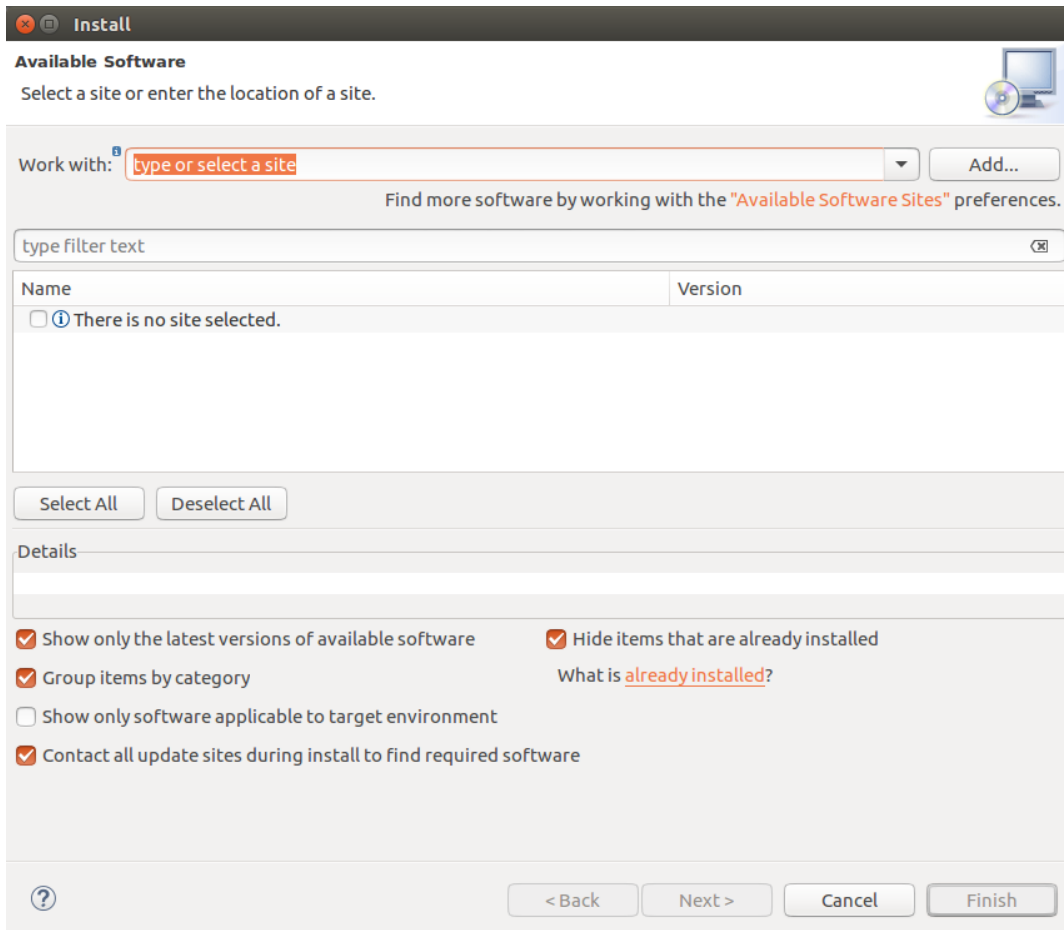 Install
Available Software
Select a site or enter the location of a site.
Work with: type or select a site Add...
Find more software by working with the "Available Software Sites" preferences.
type filter text
Name Version
There is no site selected.
Select All Deselect All
Details
Show only the latest versions of available software Hide items that are already installed
Group items by category What is already installed?
Show only software applicable to target environment
Contact all update sites during install to find required software
? < Back Next > Cancel Finish